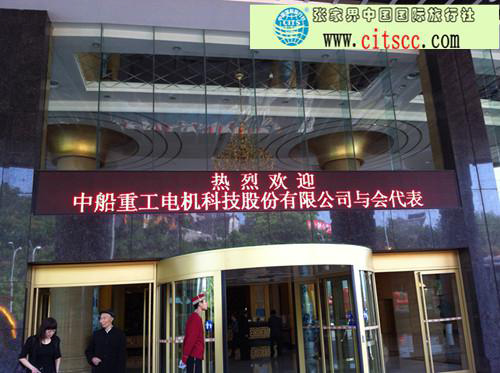 CITS
张家界中国国际旅行社
www.citscc.com
热烈欢迎
中船重工电机科技股份有限公司与会代表